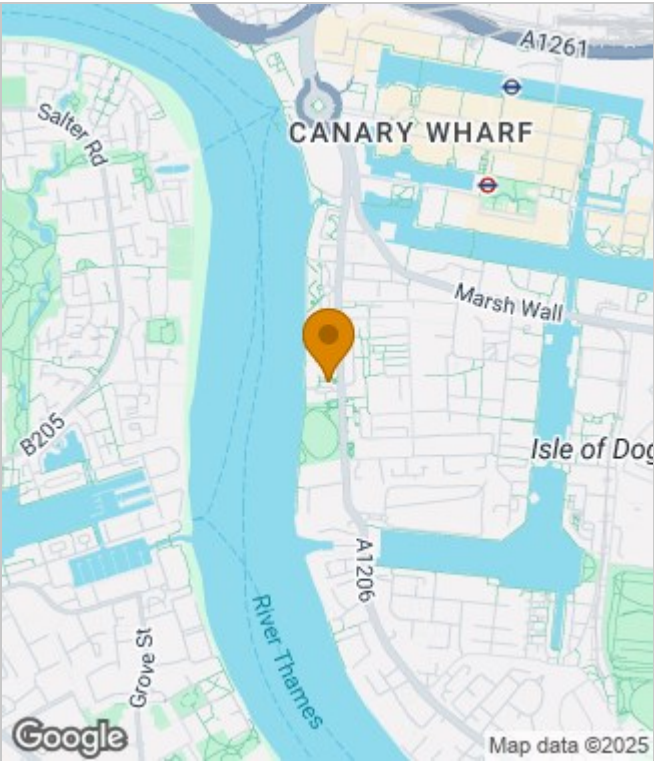 A1261
Salter Rd
CANARY WHARF
Marsh Wall
B205
Isle of Dog
A1206
River Thames
Grove St
Google
Map data ©2025